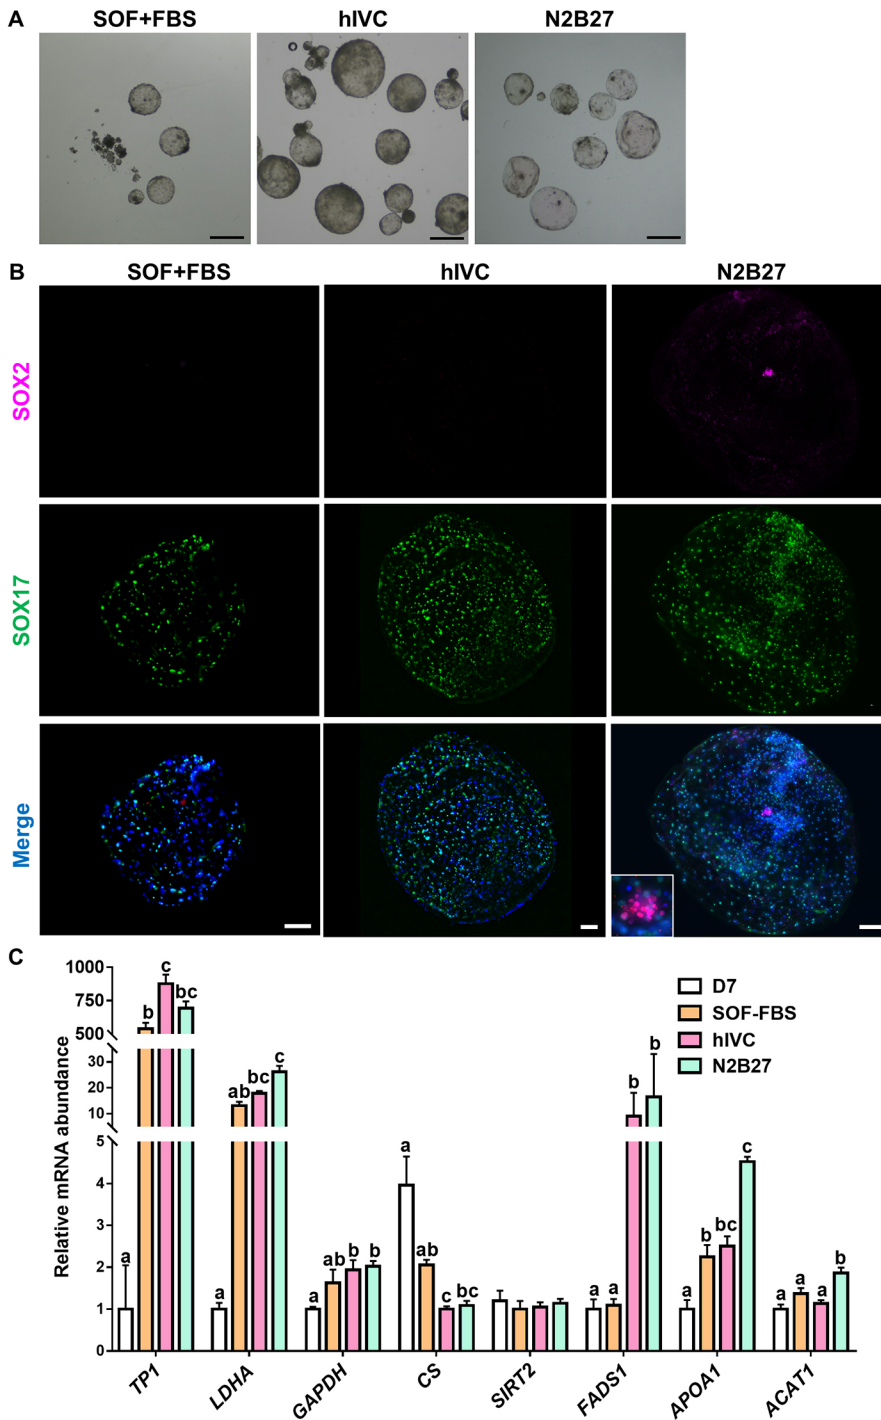 A
SOF+FBS
hIVC
N2B27
B
SOF+FBS
hIVC
N2B27
SOX2
SOX17
Merge
C
Relative mRNA abundance
1000
750
500
30
20
10
5
4
3
2
1
0
D7
SOF-FBS
hIVC
N2B27
a b c bc
a ab bc c
a ab b b
a ab c bc
a a b b
a b bc c
a a a b
TP1
LDHA
GAPDH
CS
SIRT2
FADS1
APOA1
ACAT1